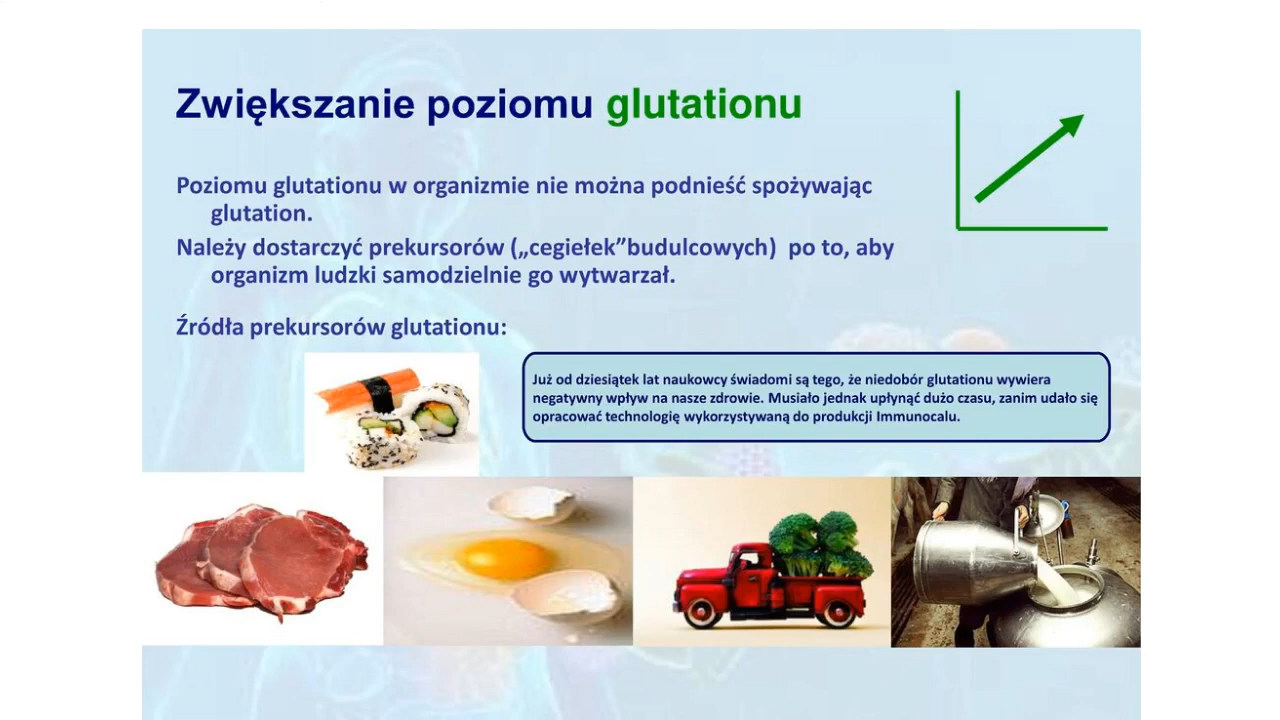 Zwiększanie poziomu glutationu
Poziomu glutationu w organizmie nie można podnieść spożywając
glutation.
Należy dostarczyć prekursorów („cegiełek”budulcowych) po to, aby
organizm ludzki samodzielnie go wytwarzał.
Źródła prekursorów glutationu:
Już od dziesiątek lat naukowcy świadomi są tego, że niedobór glutationu wywiera
negatywny wpływ na nasze zdrowie. Musiało jednak upłynąć dużo czasu, zanim udało się
opracować technologię wykorzystywaną do produkcji Immunocalu.